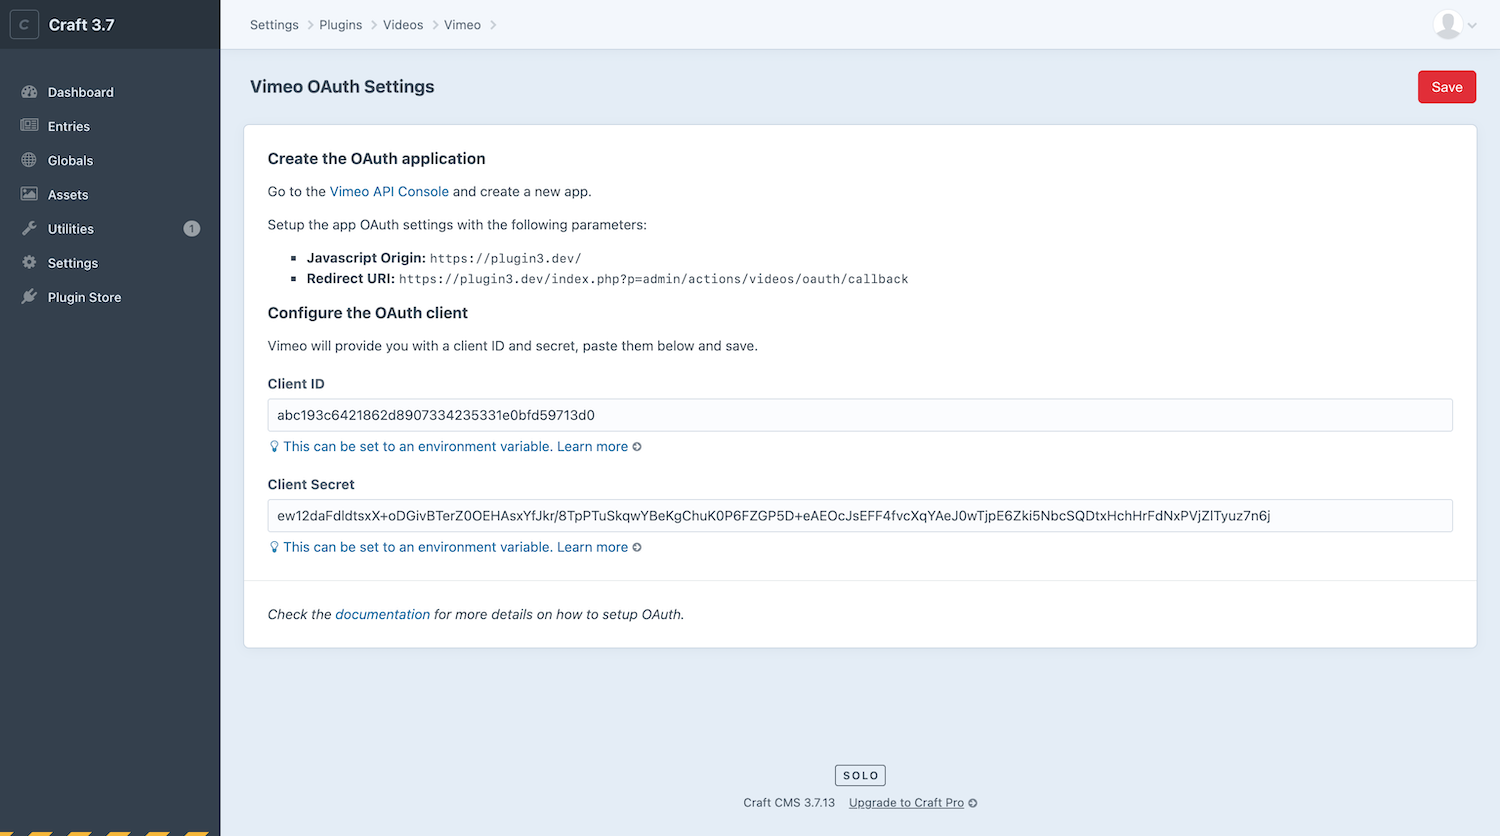 C Craft 3.7
Settings Plugins Videos Vimeo
Dashboard
Entries
Globals
Assets
Utilities 1
Settings
Plugin Store
Vimeo OAuth Settings
Save
Create the OAuth application
Go to the Vimeo API Console and create a new app.
Setup the app OAuth settings with the following parameters:
Javascript Origin: https://plugin3.dev/
Redirect URI: https://plugin3.dev/index.php?p=admin/actions/videos/oauth/callback
Configure the OAuth client
Vimeo will provide you with a client ID and secret, paste them below and save.
Client ID
abc193c6421862d8907334235331e0bfd59713d0
This can be set to an environment variable. Learn more
Client Secret
ew12daFdldtsxX+oDGivBTerZ0OEHAsxYfJkr/8TpPTuSkqwYBeKgChuK0P6FZGP5D+eAEOcJsEFF4fvcXqYAeJ0wTjpE6Zki5NbcSQDtxHchHrFdNxPVjZITyuz7n6j
This can be set to an environment variable. Learn more
Check the documentation for more details on how to setup OAuth.
SOLO
Craft CMS 3.7.13 Upgrade to Craft Pro